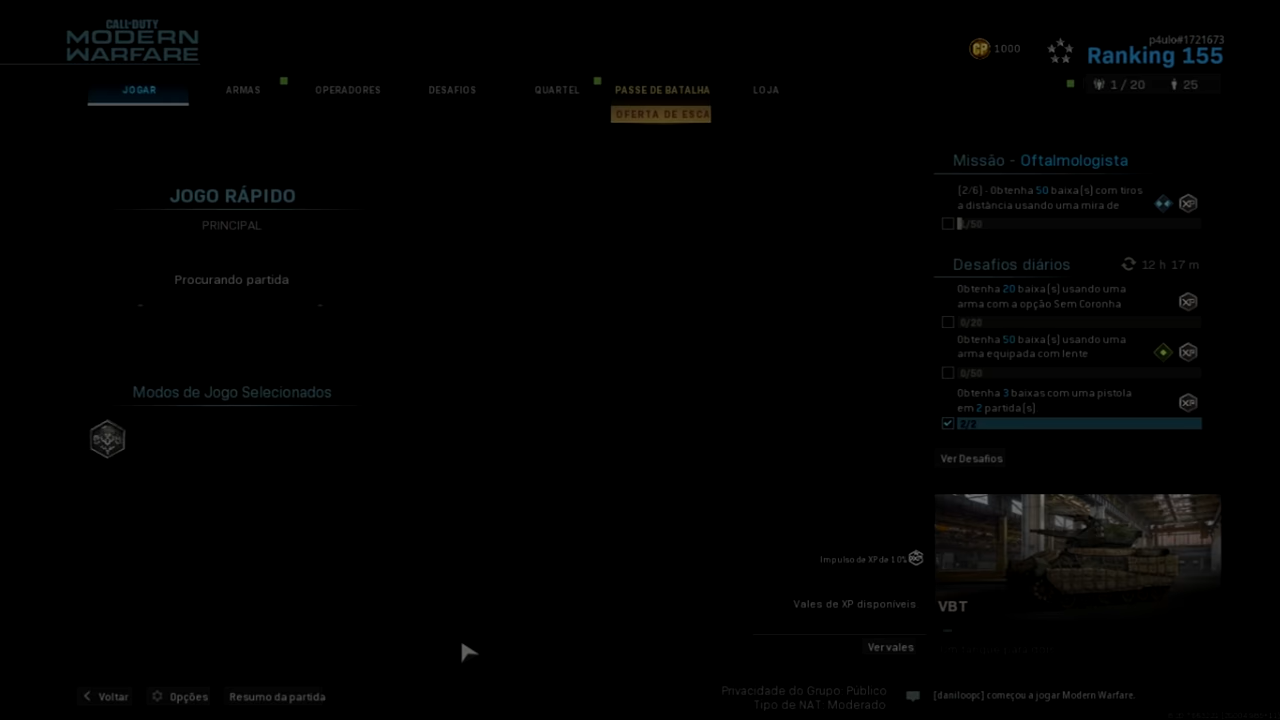 CALL OF DUTY
MODERN
WARFARE
CP 1000
p4ulo#1721673
Ranking 155
1 / 20 25
JOGAR ARMAS OPERADORES DESAFIOS QUARTEL PASSE DE BATALHA LOJA
OFERTA DE ESCA
JOGO RÁPIDO
PRINCIPAL
Procurando partida
Modos de Jogo Selecionados
Missão - Oftalmologista
[2/6] - Obtenha 50 baixa(s) com tiros
a distância usando uma mira de
1/50
Desafios diários 12 h 17 m
Obtenha 20 baixa(s) usando uma
arma com a opção Sem Coronha
0/20
Obtenha 50 baixa(s) usando uma
arma equipada com lente
0/50
Obtenha 3 baixas com uma pistola
em 2 partida(s)
2/2
Ver Desafios
Impulso de XP de 10%
Vales de XP disponíveis
Ver vales
VBT
Voltar Opções Resumo da partida
Privacidade do Grupo: Público
Tipo de NAT: Moderado
[daniloopc] começou a jogar Modern Warfare.